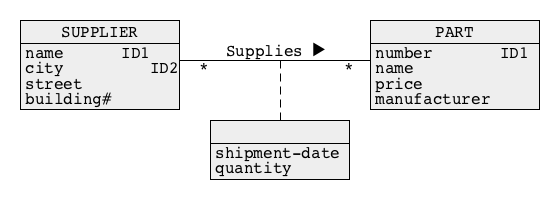 SUPPLIER
name ID1
city ID2
street
building#
Supplies ▶
* *
PART
number ID1
name
price
manufacturer
shipment-date
quantity